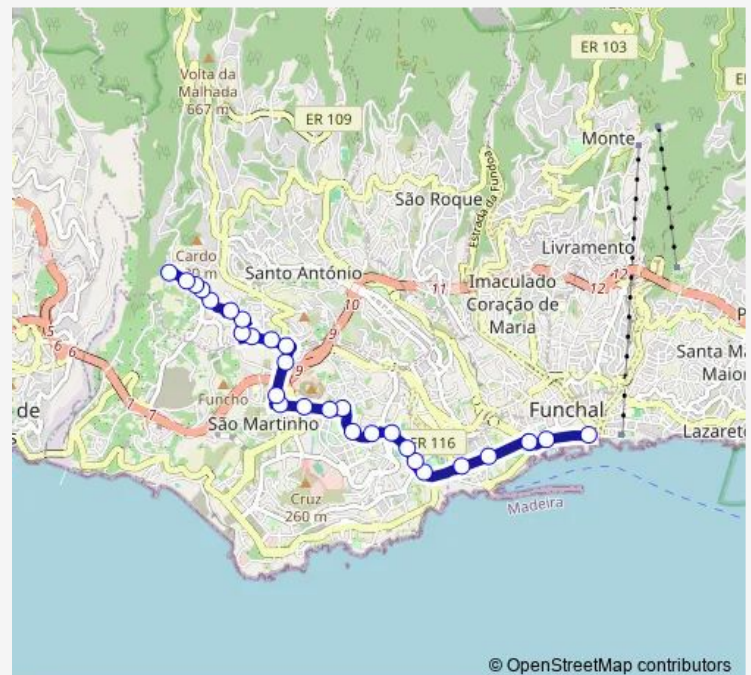 ER 103
Volta da
Malhada
667 m
ER 109
Monte
São Roque
Estrada da Fundoa
Livramento
Cardo
Santo António
12
12
11
10
Imaculado
Coração de
Maria
9
9
5
6
6
1
7
Santa
Maior
Funcho
de
São Martinho
Funchal
ER 116
Lazareto
Cruz
260 m
Madeira
© OpenStreetMap contributors